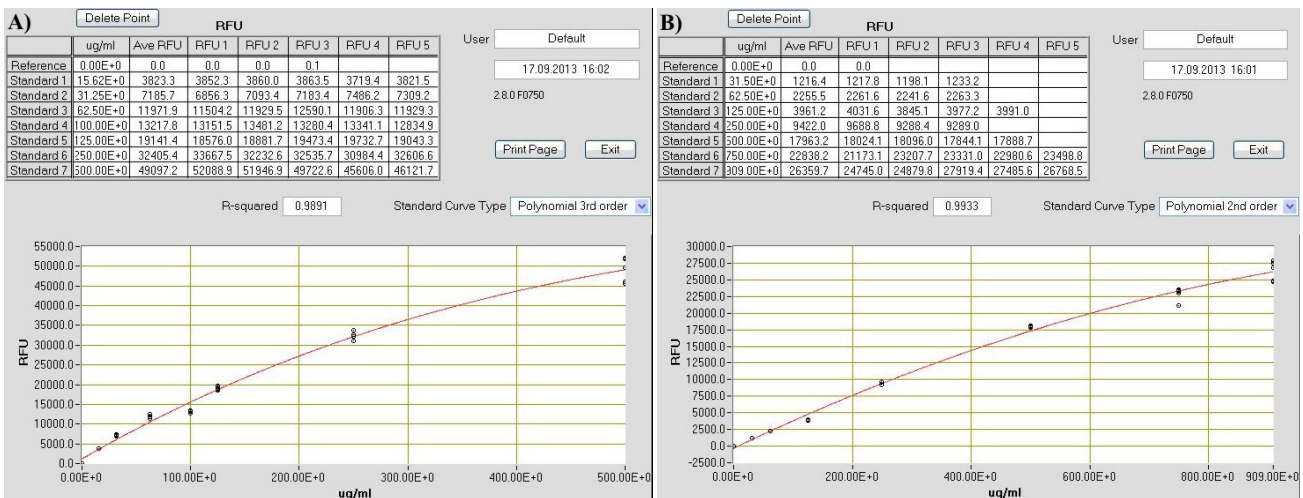 A)
Delete Point
RFU
ug/ml Ave RFU RFU 1 RFU 2 RFU 3 RFU 4 RFU 5
Reference 0.00E+0 0.0 0.0 0.0 0.1
Standard 1 15.62E+0 3823.3 3852.3 3860.0 3863.5 3719.4 3821.5
Standard 2 31.25E+0 7185.7 6856.3 7093.4 7183.4 7486.2 7309.2
Standard 3 62.50E+0 11971.9 11504.2 11929.5 12590.1 11906.3 11929.3
Standard 4 100.00E+0 13217.8 13151.5 13481.2 13280.4 13341.1 12834.9
Standard 5 125.00E+0 19141.4 18576.0 18881.7 19473.4 19732.7 19043.3
Standard 6 250.00E+0 32405.4 33667.5 32232.6 32535.7 30984.4 32606.6
Standard 7 500.00E+0 49097.2 52088.9 51946.9 49722.6 45606.0 46121.7
User Default
17.09.2013 16:02
2.8.0 F0750
Print Page Exit
R-squared 0.9891 Standard Curve Type Polynomial 3rd order
RFU
55000.0
50000.0
45000.0
40000.0
35000.0
30000.0
25000.0
20000.0
15000.0
10000.0
5000.0
0.0
0.00E+0 100.00E+0 200.00E+0 300.00E+0 400.00E+0 500.00E+0
ug/ml
B)
Delete Point
RFU
ug/ml Ave RFU RFU 1 RFU 2 RFU 3 RFU 4 RFU 5
Reference 0.00E+0 0.0 0.0
Standard 1 31.50E+0 1216.4 1217.8 1198.1 1233.2
Standard 2 62.50E+0 2255.5 2261.6 2241.6 2263.3
Standard 3 125.00E+0 3961.2 4031.6 3845.1 3977.2 3991.0
Standard 4 250.00E+0 9422.0 9688.8 9288.4 9289.0
Standard 5 500.00E+0 17963.2 18024.1 18096.0 17844.1 17888.7
Standard 6 750.00E+0 22838.2 21173.1 23207.7 23331.0 22980.6 23498.8
Standard 7 909.00E+0 26359.7 24745.0 24879.8 27919.4 27485.6 26768.5
User Default
17.09.2013 16:01
2.8.0 F0750
Print Page Exit
R-squared 0.9933 Standard Curve Type Polynomial 2nd order
RFU
30000.0
27500.0
25000.0
22500.0
20000.0
17500.0
15000.0
12500.0
10000.0
7500.0
5000.0
2500.0
0.0
-2500.0
0.00E+0 200.00E+0 400.00E+0 600.00E+0 800.00E+0 909.00E+0
ug/ml